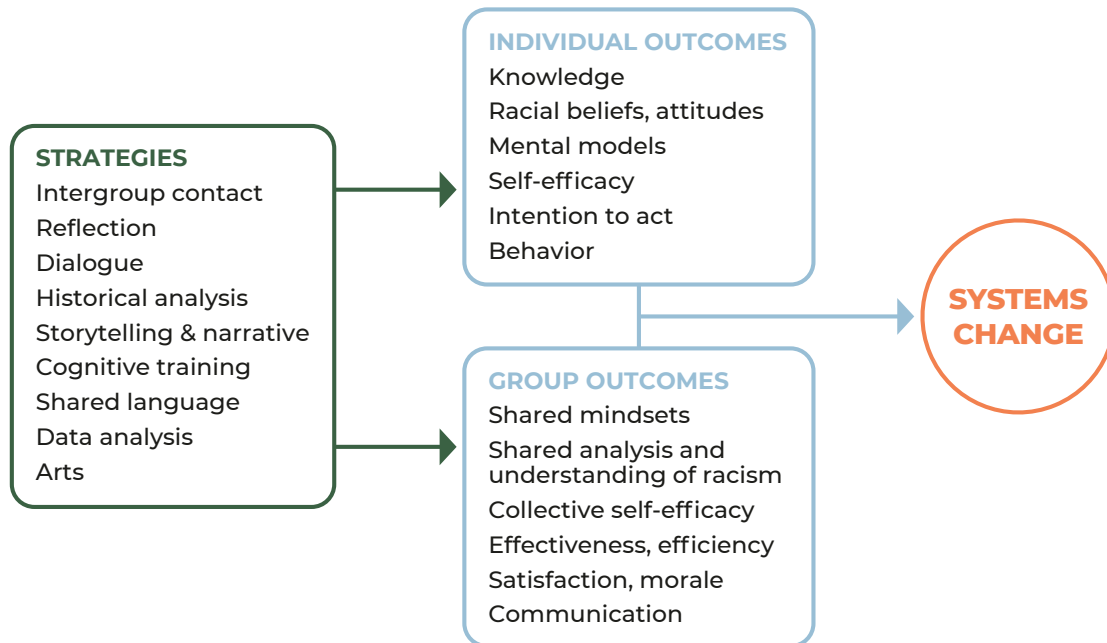 STRATEGIES
Intergroup contact
Reflection
Dialogue
Historical analysis
Storytelling & narrative
Cognitive training
Shared language
Data analysis
Arts
INDIVIDUAL OUTCOMES
Knowledge
Racial beliefs, attitudes
Mental models
Self-efficacy
Intention to act
Behavior
GROUP OUTCOMES
Shared mindsets
Shared analysis and
understanding of racism
Collective self-efficacy
Effectiveness, efficiency
Satisfaction, morale
Communication
SYSTEMS
CHANGE